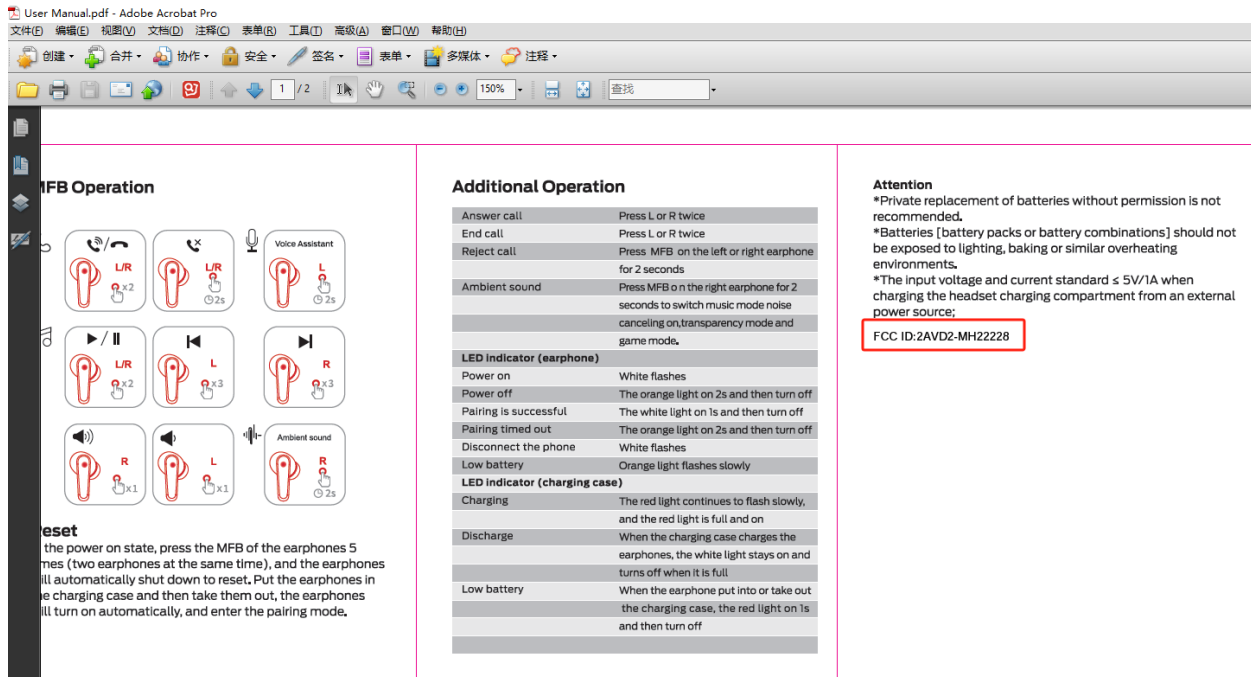 User Manual.pdf - Adobe Acrobat Pro
文件(F) 编辑(E) 视图(V) 文档(D) 注释(C) 表单(R) 工具(T) 高级(A) 窗口(W) 帮助(H)
创建 合并 协作 安全 签名 表单 多媒体 注释
1 / 2 150% 查找
MFB Operation
L/R
x2
L/R
2s
Voice Assistant
L
2s
L/R
x2
L
x3
R
x3
R
x1
L
x1
Ambient sound
R
2s
eset
the power on state, press the MFB of the earphones 5
mes (two earphones at the same time), and the earphones
ill automatically shut down to reset. Put the earphones in
e charging case and then take them out, the earphones
ill turn on automatically, and enter the pairing mode.
Additional Operation
Answer call Press L or R twice
End call Press L or R twice
Reject call Press MFB on the left or right earphone
for 2 seconds
Ambient sound Press MFB o n the right earphone for 2
seconds to switch music mode noise
canceling on,transparency mode and
game mode.
LED indicator (earphone)
Power on White flashes
Power off The orange light on 2s and then turn off
Pairing is successful The white light on 1s and then turn off
Pairing timed out The orange light on 2s and then turn off
Disconnect the phone White flashes
Low battery Orange light flashes slowly
LED indicator (charging case)
Charging The red light continues to flash slowly,
and the red light is full and on
Discharge When the charging case charges the
earphones, the white light stays on and
turns off when it is full
Low battery When the earphone put into or take out
the charging case, the red light on 1s
and then turn off
Attention
*Private replacement of batteries without permission is not
recommended.
*Batteries [battery packs or battery combinations] should not
be exposed to lighting, baking or similar overheating
environments.
*The input voltage and current standard ≤ 5V/1A when
charging the headset charging compartment from an external
power source;
FCC ID:2AVD2-MH22228